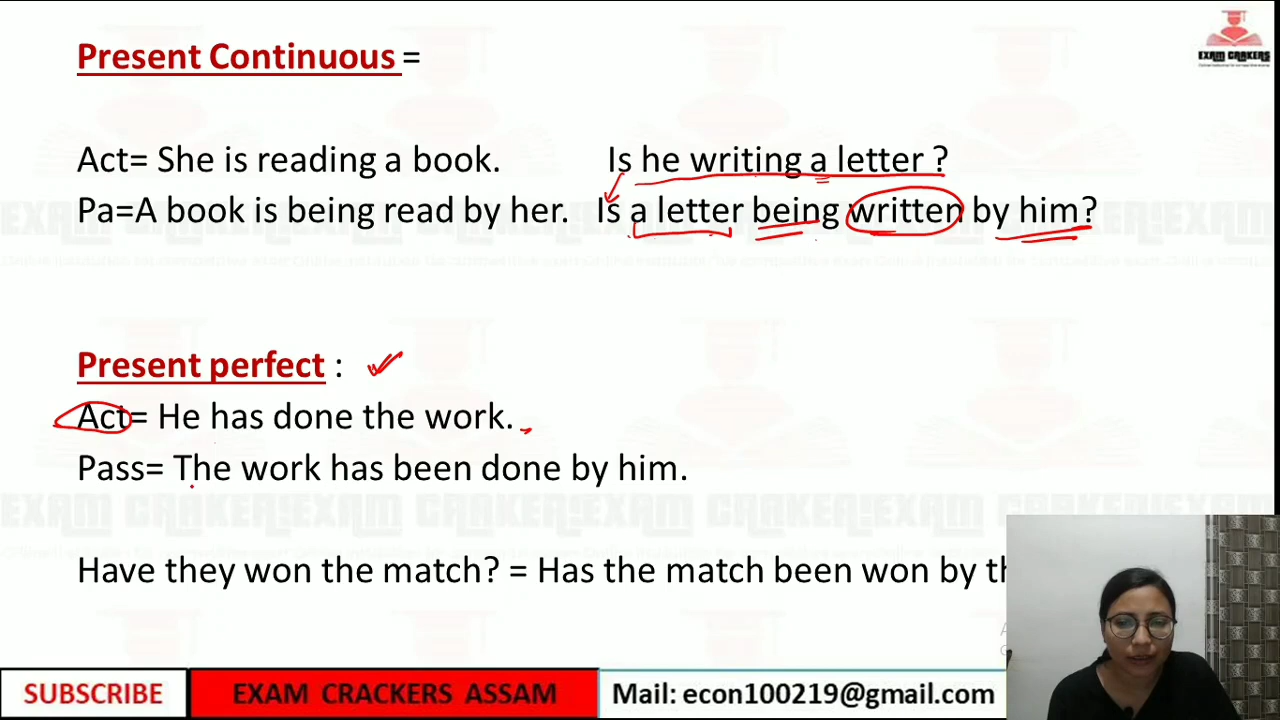 Present Continuous =
EXAM CRAKERS
Act= She is reading a book. Is he writing a letter ?
Pa=A book is being read by her. Is a letter being written by him?
Present perfect :
Act= He has done the work.
Pass= The work has been done by him.
Have they won the match? = Has the match been won by
SUBSCRIBE EXAM CRACKERS ASSAM Mail: econ100219@gmail.com